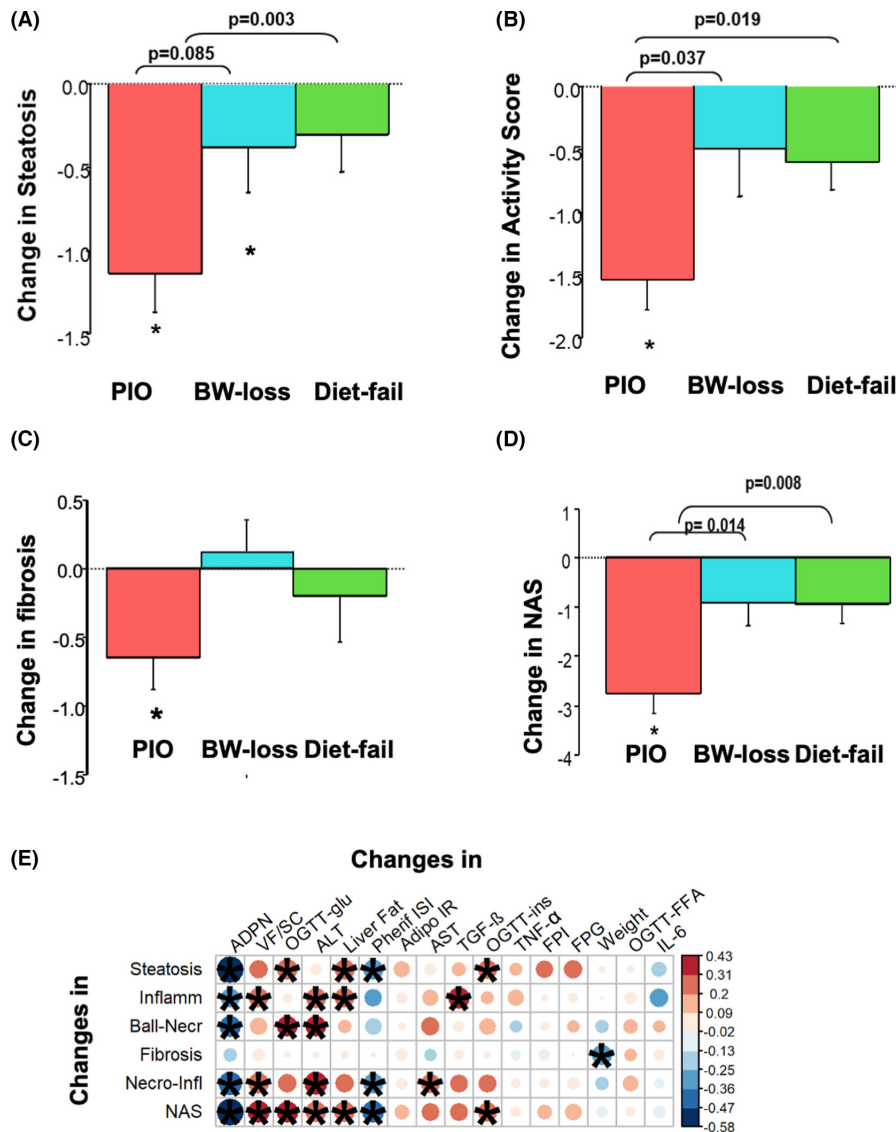 (A)
p=0.003
p=0.085
Change in Steatosis
0.0
-0.5
-1.0
-1.5
*
*
PIO BW-loss Diet-fail
(B)
p=0.019
p=0.037
Change in Activity Score
0.0
-0.5
-1.0
-1.5
-2.0
*
PIO BW-loss Diet-fail
(C)
Change in fibrosis
0.5
0.0
-0.5
-1.0
-1.5
*
PIO BW-loss Diet-fail
(D)
p=0.008
p= 0.014
Change in NAS
1
0
-1
-2
-3
-4
*
PIO BW-loss Diet-fail
(E)
Changes in
ADPN
VF/SC
OGTT-glu
ALT
Liver Fat
Pherif ISI
Adipo IR
AST
TGF-ß
OGTT-ins
TNF-α
FPI
FPG
Weight
OGTT-FFA
IL-6
Changes in
Steatosis
Inflamm
Ball-Necr
Fibrosis
Necro-Infl
NAS
0.43
0.31
0.2
0.09
-0.02
-0.13
-0.25
-0.36
-0.47
-0.58